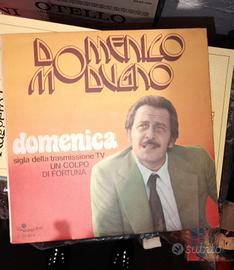 OTELLO
DOMENICO
MODUGNO
domenica
sigla della trasmissione TV
UN COLPO
DI FORTUNA
subito